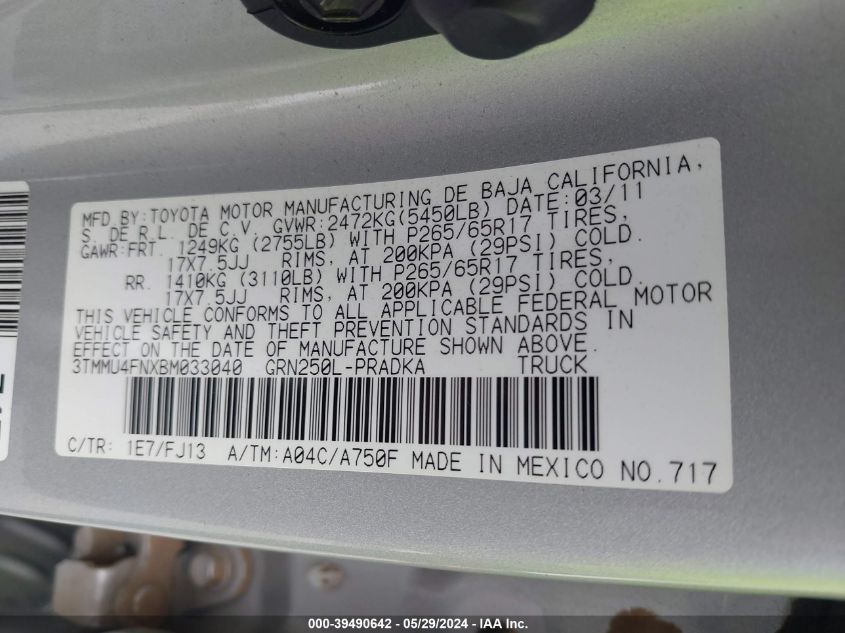 MFD BY:TOYOTA MOTOR MANUFACTURING DE BAJA CALIFORNIA,
S. DE R.L. DE C.V. GVWR:2472KG(5450LB) DATE:03/11
GAWR:FRT. 1249KG (2755LB) WITH P265/65R17 TIRES,
17X7.5JJ RIMS, AT 200KPA (29PSI) COLD.
RR. 1410KG (3110LB) WITH P265/65R17 TIRES,
17X7.5JJ RIMS, AT 200KPA (29PSI) COLD.
THIS VEHICLE CONFORMS TO ALL APPLICABLE FEDERAL MOTOR
VEHICLE SAFETY AND THEFT PREVENTION STANDARDS IN
EFFECT ON THE DATE OF MANUFACTURE SHOWN ABOVE.
3TMMU4FNXBM033040 GRN250L-PRADKA TRUCK
C/TR: 1E7/FJ13 A/TM:A04C/A750F MADE IN MEXICO NO.717
000-39490642 / 05/29/2024 - IAA Inc.